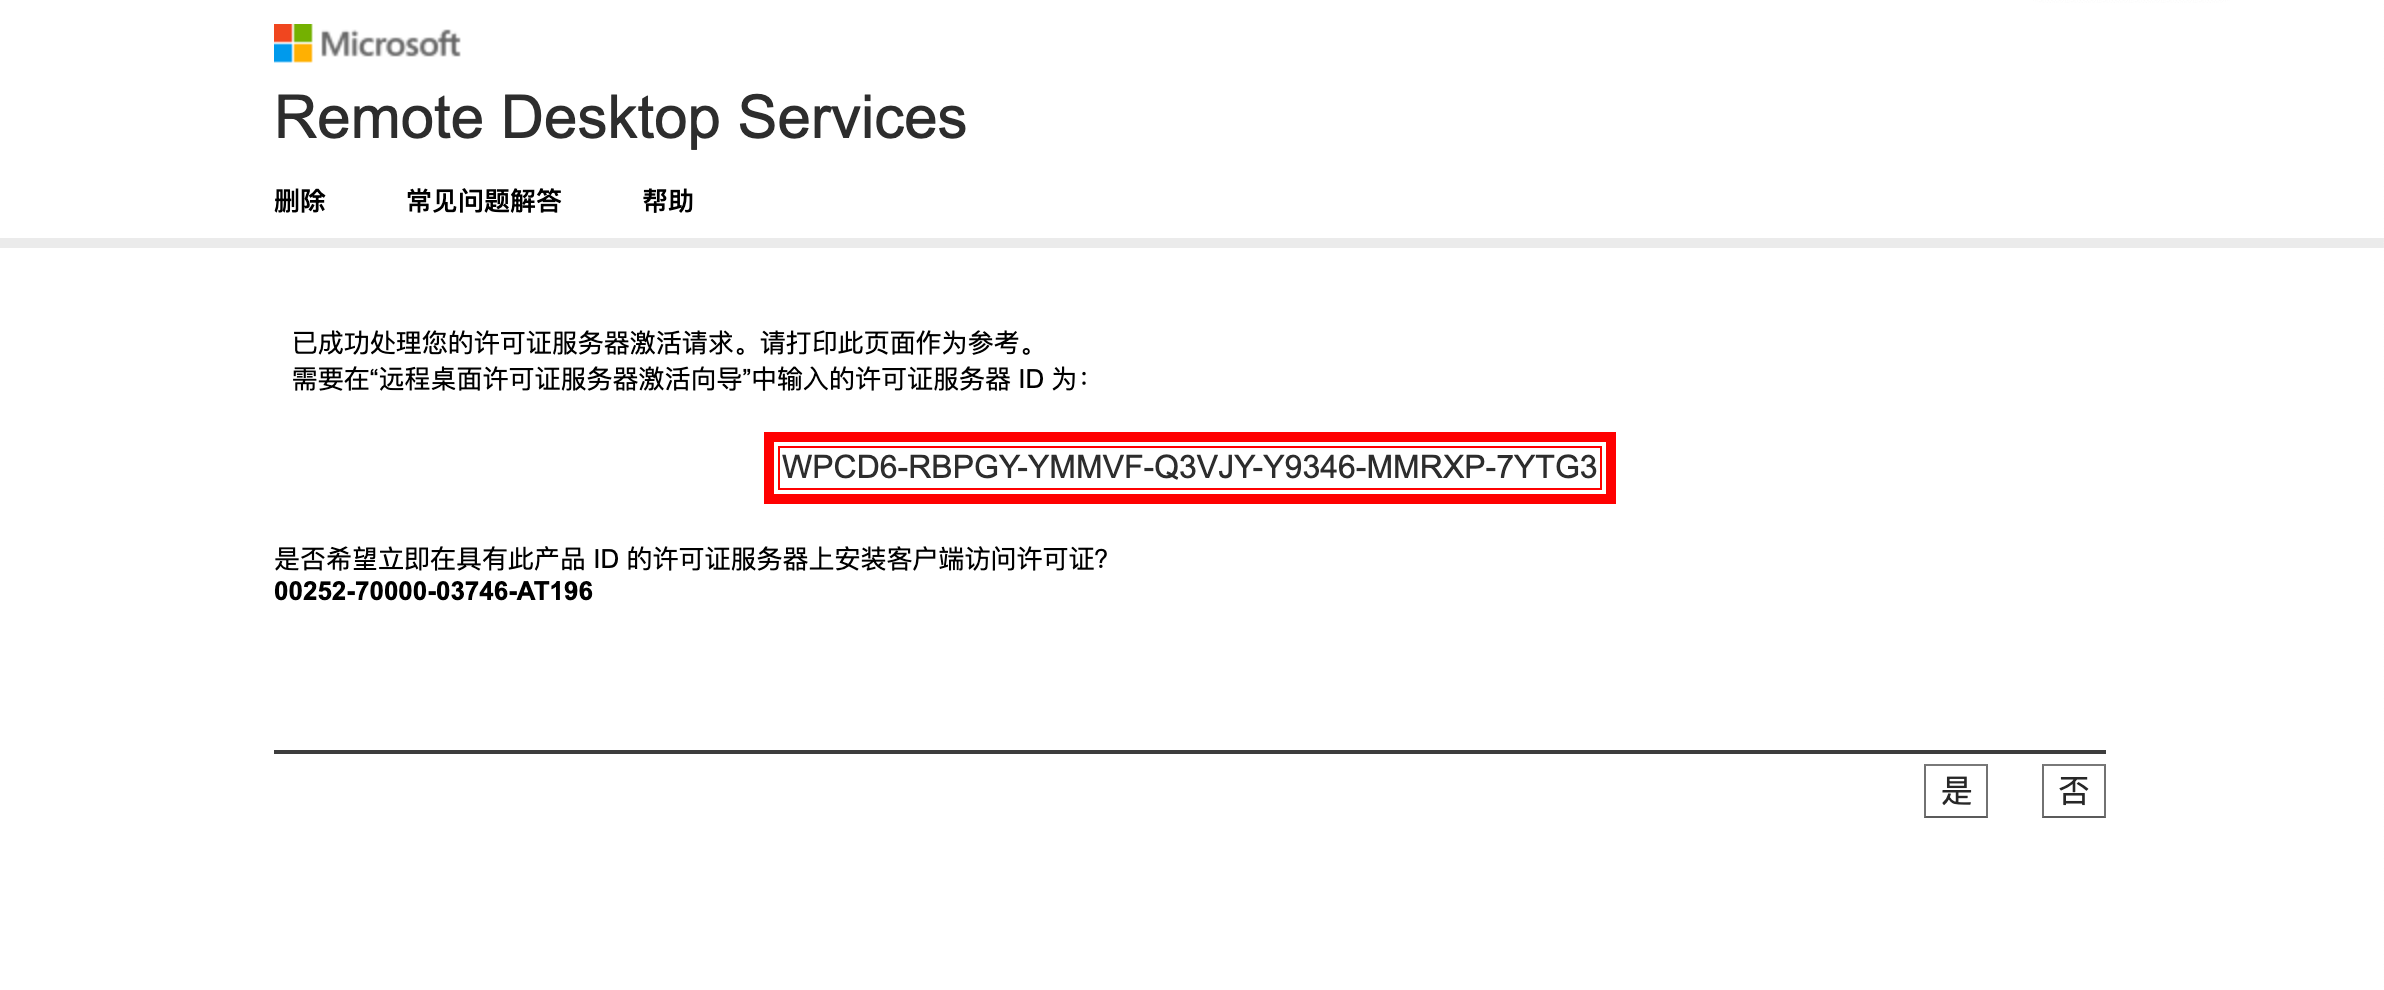 Microsoft
Remote Desktop Services
删除 常见问题解答 帮助
已成功处理您的许可证服务器激活请求。请打印此页面作为参考。
需要在“远程桌面许可证服务器激活向导”中输入的许可证服务器 ID 为：
WPCD6-RBPGY-YMMVF-Q3VJY-Y9346-MMRXP-7YTG3
是否希望立即在具有此产品 ID 的许可证服务器上安装客户端访问许可证?
00252-70000-03746-AT196
是 否